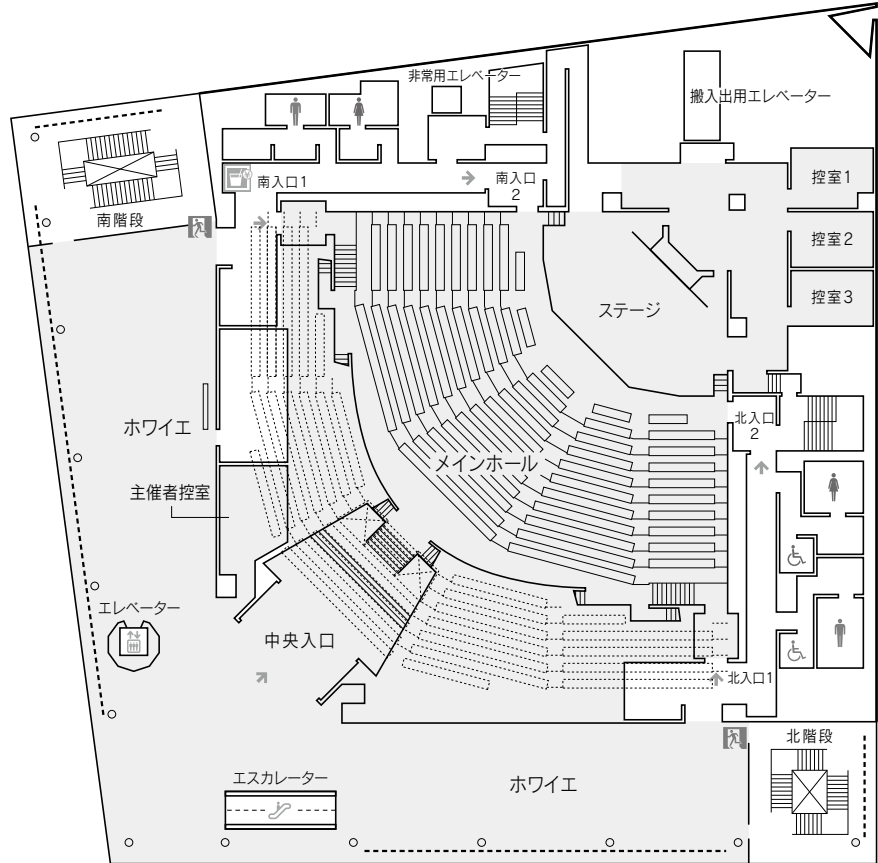 非常用エレベーター
搬入出用エレベーター
南入口1
南入口
2
控室1
南階段
控室2
控室3
ステージ
ホワイエ
北入口
2
メインホール
主催者控室
エレベーター
中央入口
北入口1
北階段
エスカレーター
ホワイエ